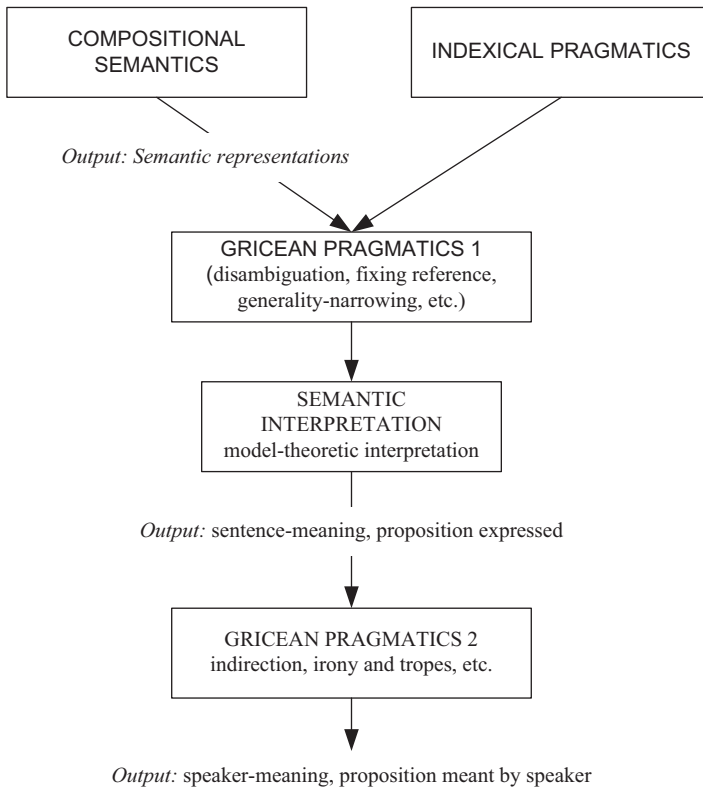 COMPOSITIONAL
SEMANTICS
INDEXICAL PRAGMATICS
Output: Semantic representations
GRICEAN PRAGMATICS 1
(disambiguation, fixing reference,
generality-narrowing, etc.)
SEMANTIC
INTERPRETATION
model-theoretic interpretation
Output: sentence-meaning, proposition expressed
GRICEAN PRAGMATICS 2
indirection, irony and tropes, etc.
Output: speaker-meaning, proposition meant by speaker